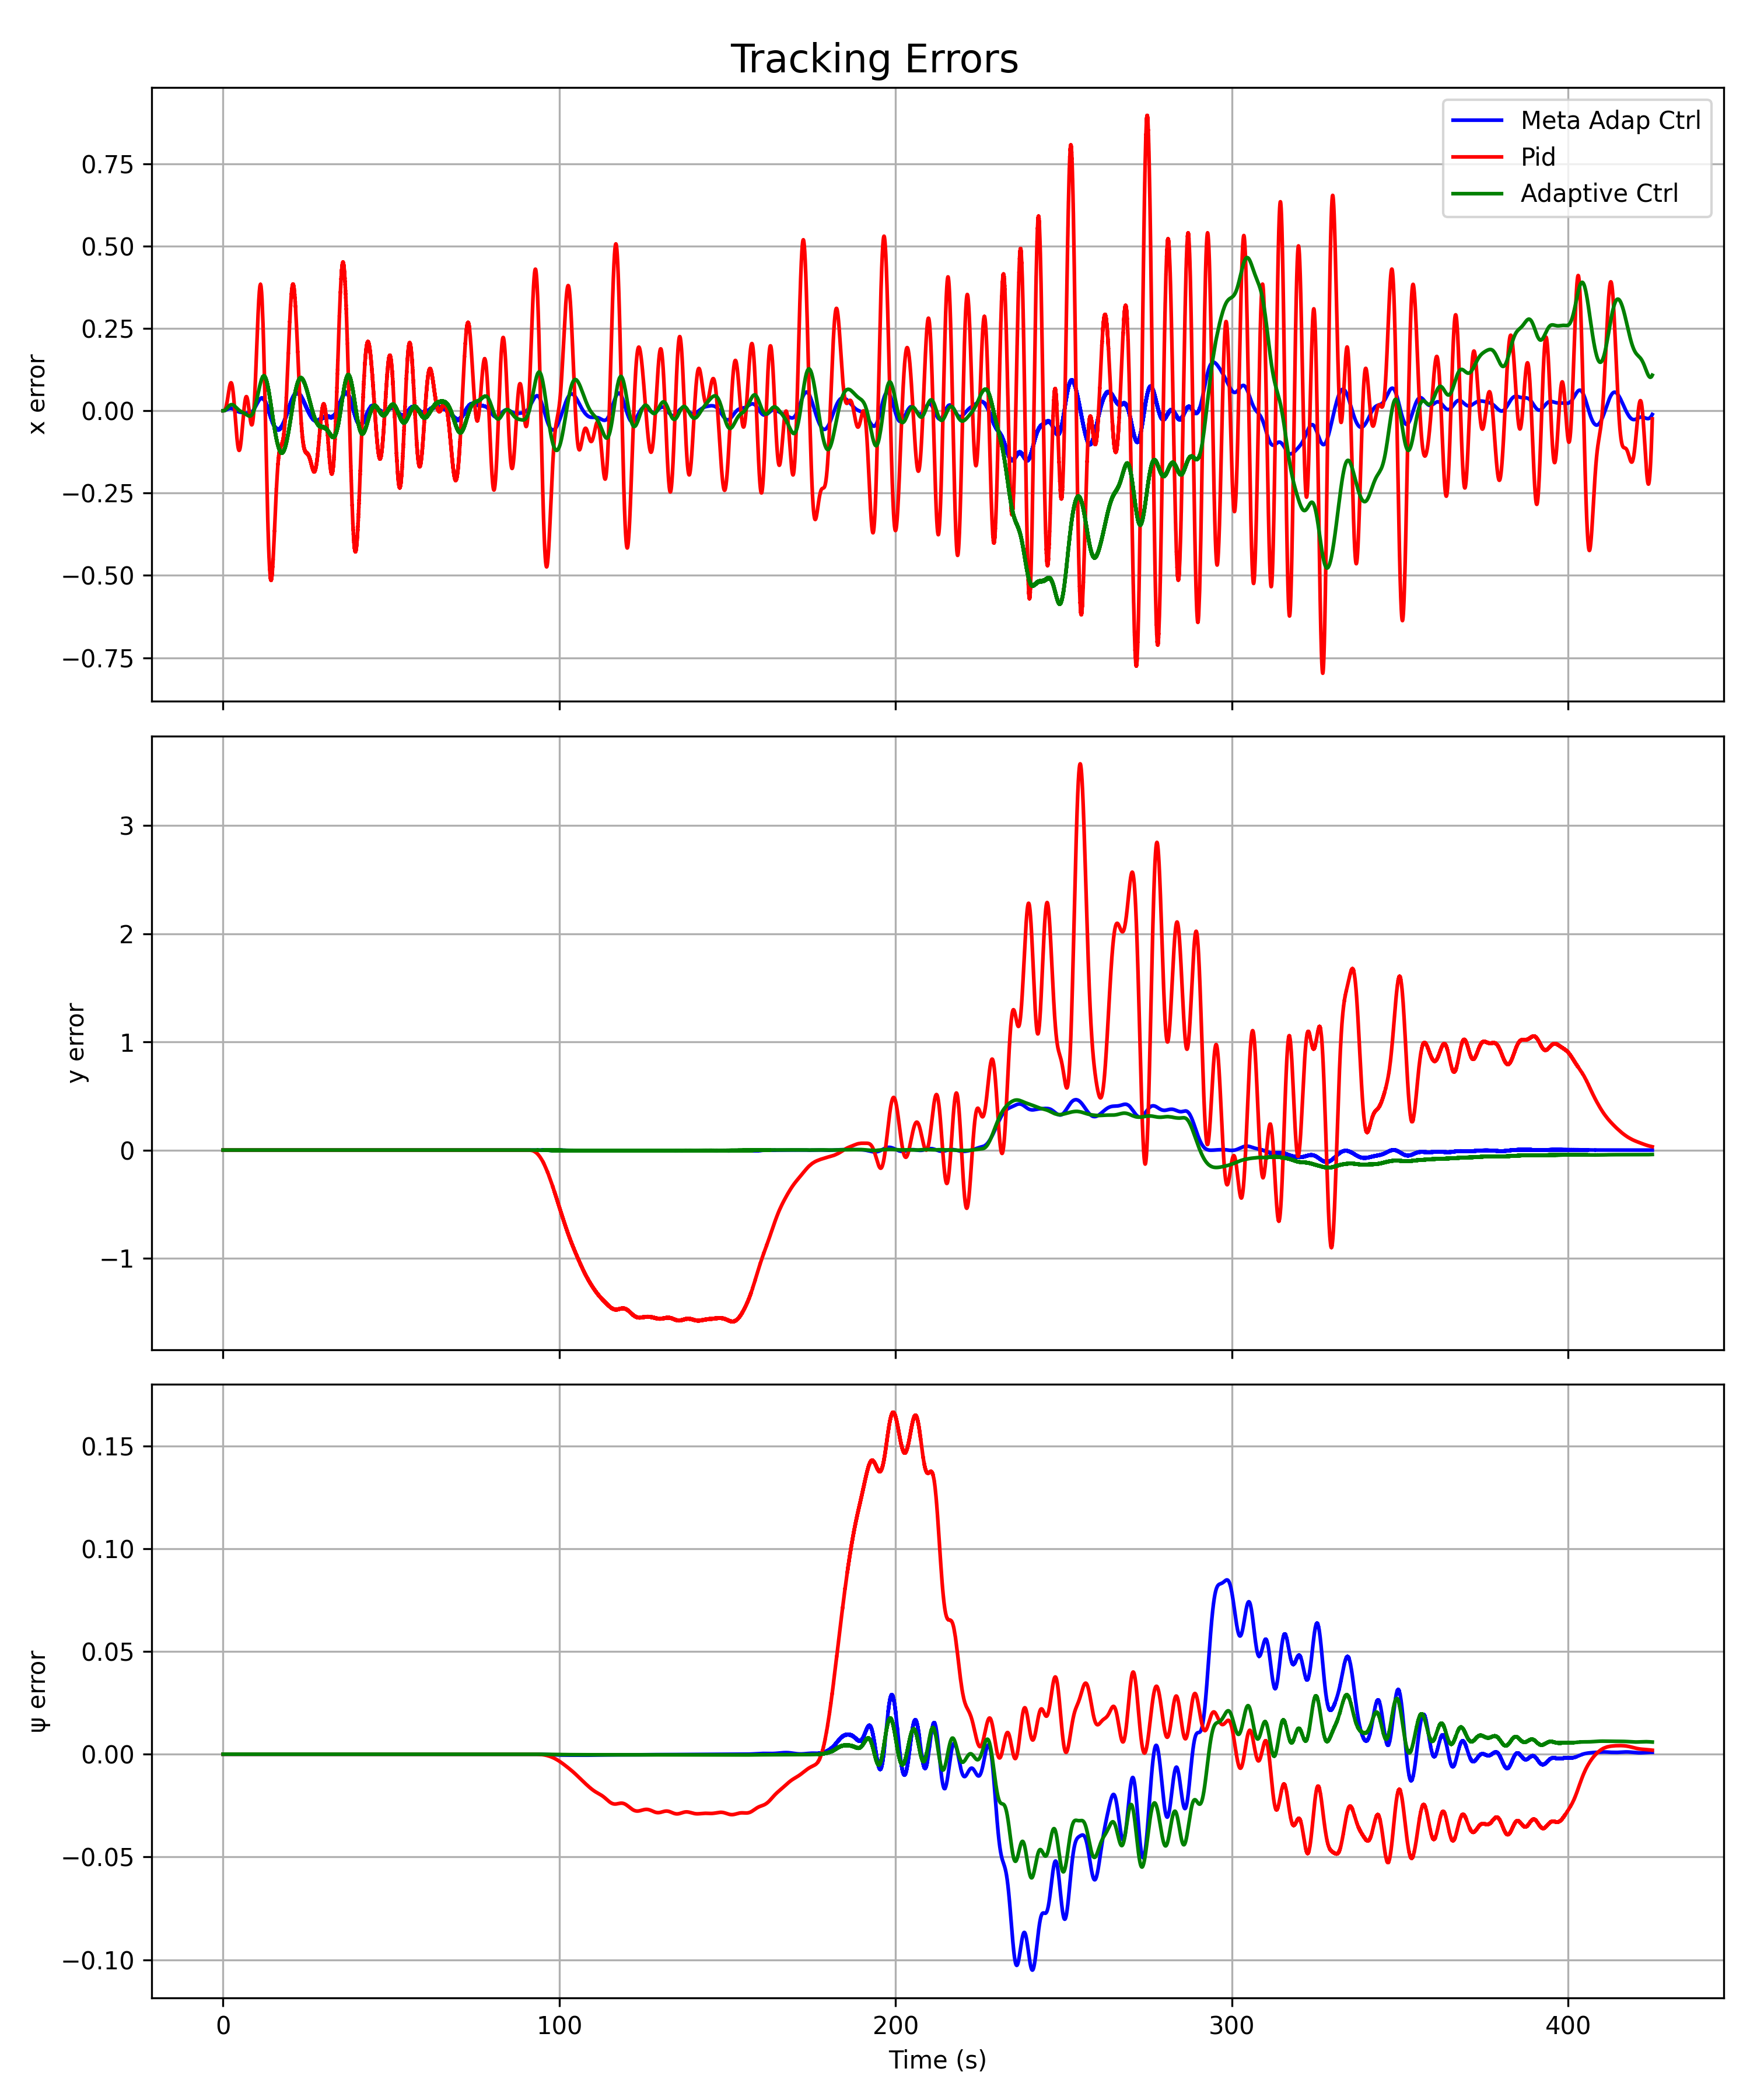 Tracking Errors
Meta Adap Ctrl
Pid
Adaptive Ctrl
0.75
0.50
0.25
0.00
−0.25
−0.50
−0.75
x error
3
2
1
0
−1
y error
0.15
0.10
0.05
0.00
−0.05
−0.10
ψ error
0 100 200 300 400
Time (s)